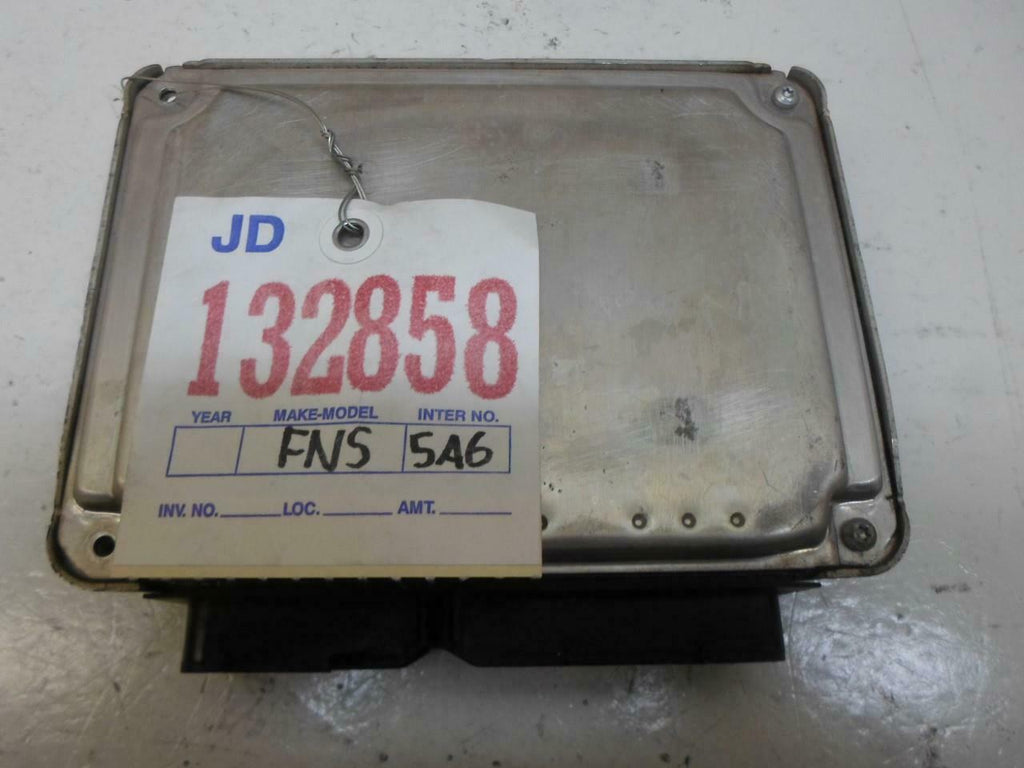 JD
132858
YEAR MAKE-MODEL INTER NO.
FNS 5A6
INV. NO. LOC. AMT.